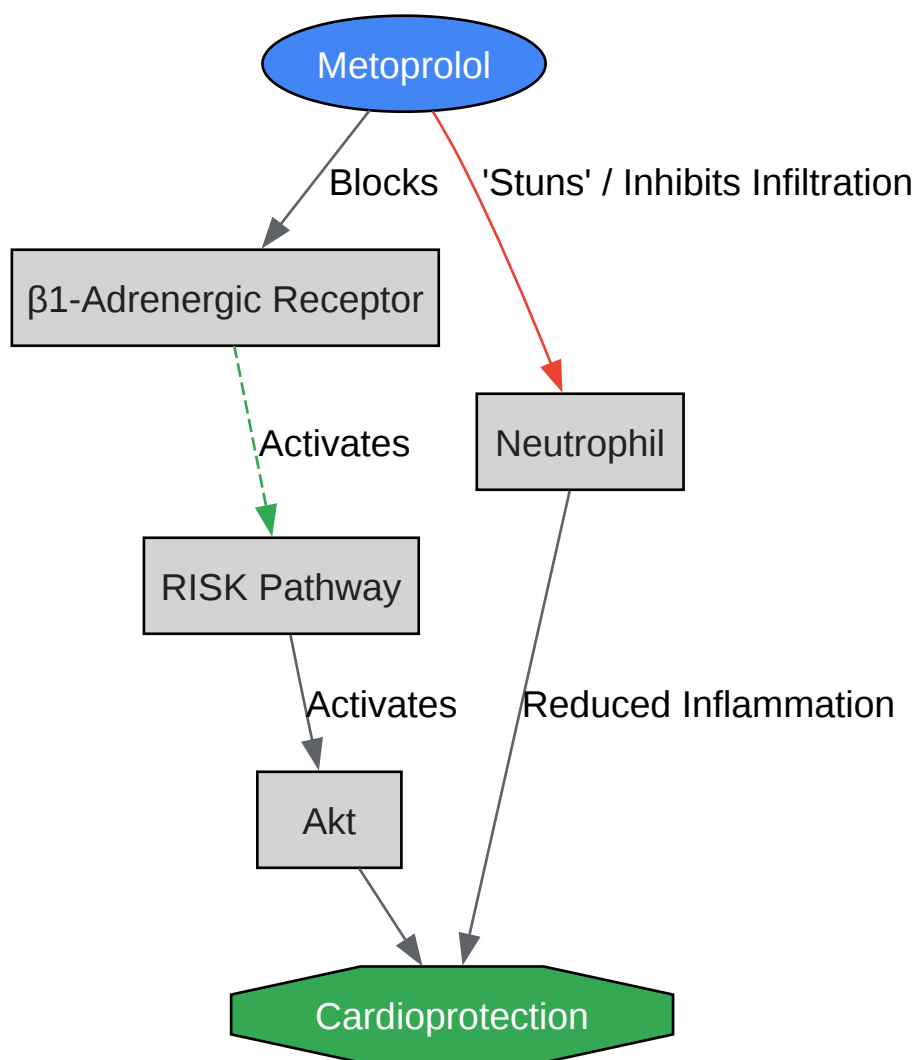 Metoprolol
Blocks
'Stuns' / Inhibits Infiltration
β1-Adrenergic Receptor
Activates
Neutrophil
RISK Pathway
Activates
Reduced Inflammation
Akt
Cardioprotection